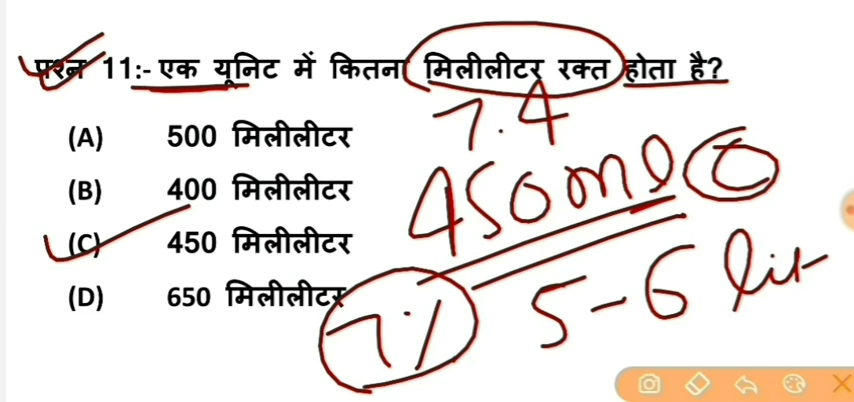 प्रश्न 11:- एक यूनिट में कितना मिलीलीटर रक्त होता है?
7.4
(A) 500 मिलीलीटर
(B) 400 मिलीलीटर
450ml
(C) 450 मिलीलीटर
(D) 650 मिलीलीटर
7%
5-6 lit